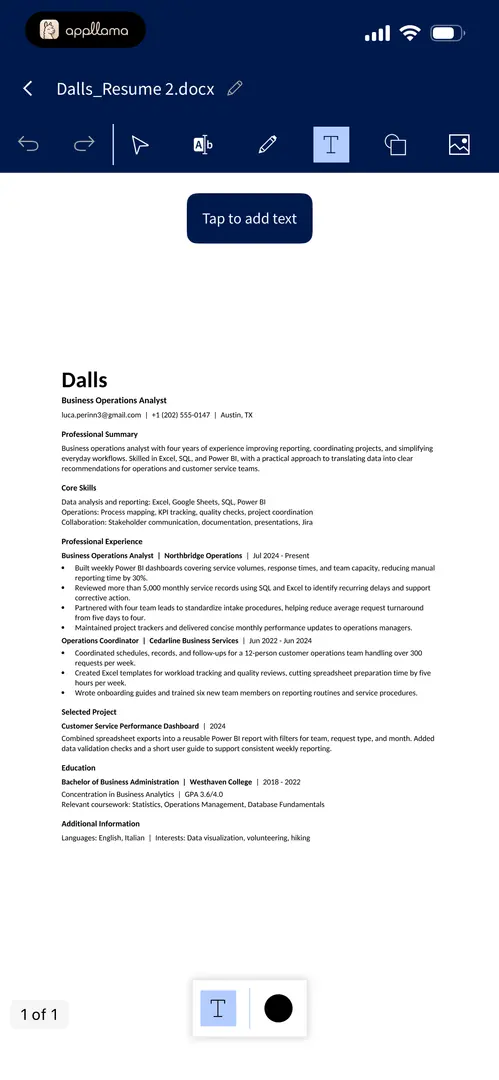 appllama
Dalls_Resume 2.docx
A b
T
Tap to add text
Dalls
Business Operations Analyst
luca.perinn3@gmail.com | +1 (202) 555-0147 | Austin, TX
Professional Summary
Business operations analyst with four years of experience improving reporting, coordinating projects, and simplifying
everyday workflows. Skilled in Excel, SQL, and Power BI, with a practical approach to translating data into clear
recommendations for operations and customer service teams.
Core Skills
Data analysis and reporting: Excel, Google Sheets, SQL, Power BI
Operations: Process mapping, KPI tracking, quality checks, project coordination
Collaboration: Stakeholder communication, documentation, presentations, Jira
Professional Experience
Business Operations Analyst | Northbridge Operations | Jul 2024 - Present
• Built weekly Power BI dashboards covering service volumes, response times, and team capacity, reducing manual
reporting time by 30%.
• Reviewed more than 5,000 monthly service records using SQL and Excel to identify recurring delays and support
corrective action.
• Partnered with four team leads to standardize intake procedures, helping reduce average request turnaround
from five days to four.
• Maintained project trackers and delivered concise monthly performance updates to operations managers.
Operations Coordinator | Cedarline Business Services | Jun 2022 - Jun 2024
• Coordinated schedules, records, and follow-ups for a 12-person customer operations team handling over 300
requests per week.
• Created Excel templates for workload tracking and quality reviews, cutting spreadsheet preparation time by five
hours per week.
• Wrote onboarding guides and trained six new team members on reporting routines and service procedures.
Selected Project
Customer Service Performance Dashboard | 2024
Combined spreadsheet exports into a reusable Power BI report with filters for team, request type, and month. Added
data validation checks and a short user guide to support consistent weekly reporting.
Education
Bachelor of Business Administration | Westhaven College | 2018 - 2022
Concentration in Business Analytics | GPA 3.6/4.0
Relevant coursework: Statistics, Operations Management, Database Fundamentals
Additional Information
Languages: English, Italian | Interests: Data visualization, volunteering, hiking
T
1 of 1